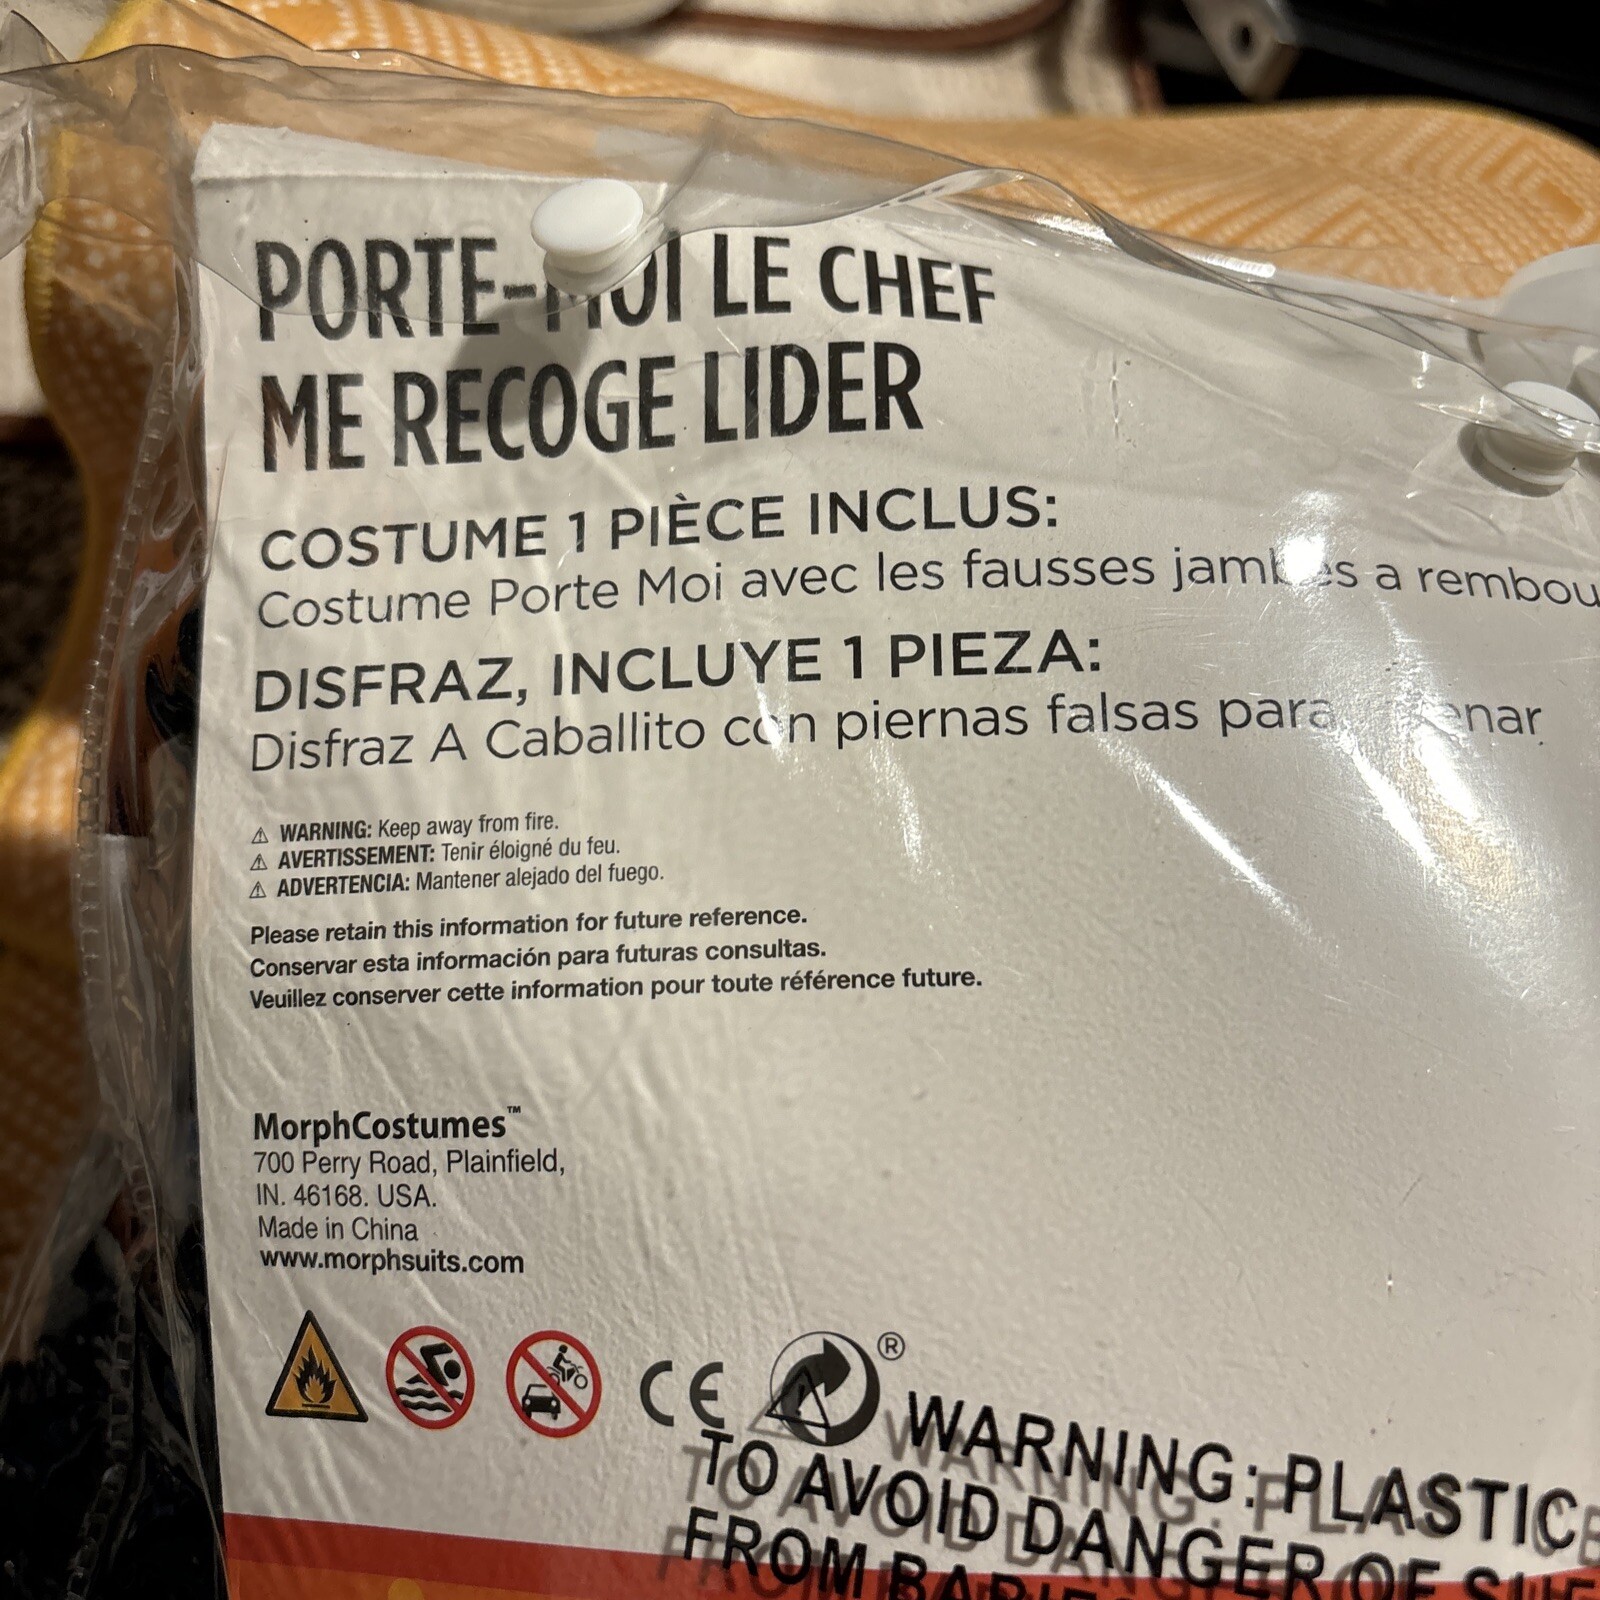 PORTE-MOI LE CHEF
ME RECOGE LIDER
COSTUME 1 PIÈCE INCLUS:
Costume Porte Moi avec les fausses jambes a rembou
DISFRAZ, INCLUYE 1 PIEZA:
Disfraz A Caballito con piernas falsas para
WARNING: Keep away from fire.
AVERTISSEMENT: Tenir éloigné du feu.
ADVERTENCIA: Mantener alejado del fuego.
Please retain this information for future reference.
Conservar esta información para futuras consultas.
Veuillez conserver cette information pour toute référence future.
MorphCostumes™
700 Perry Road, Plainfield,
IN. 46168. USA.
Made in China
www.morphsuits.com
CE ®
WARNING: PLASTIC
TO AVOID DANGER OF
FROM